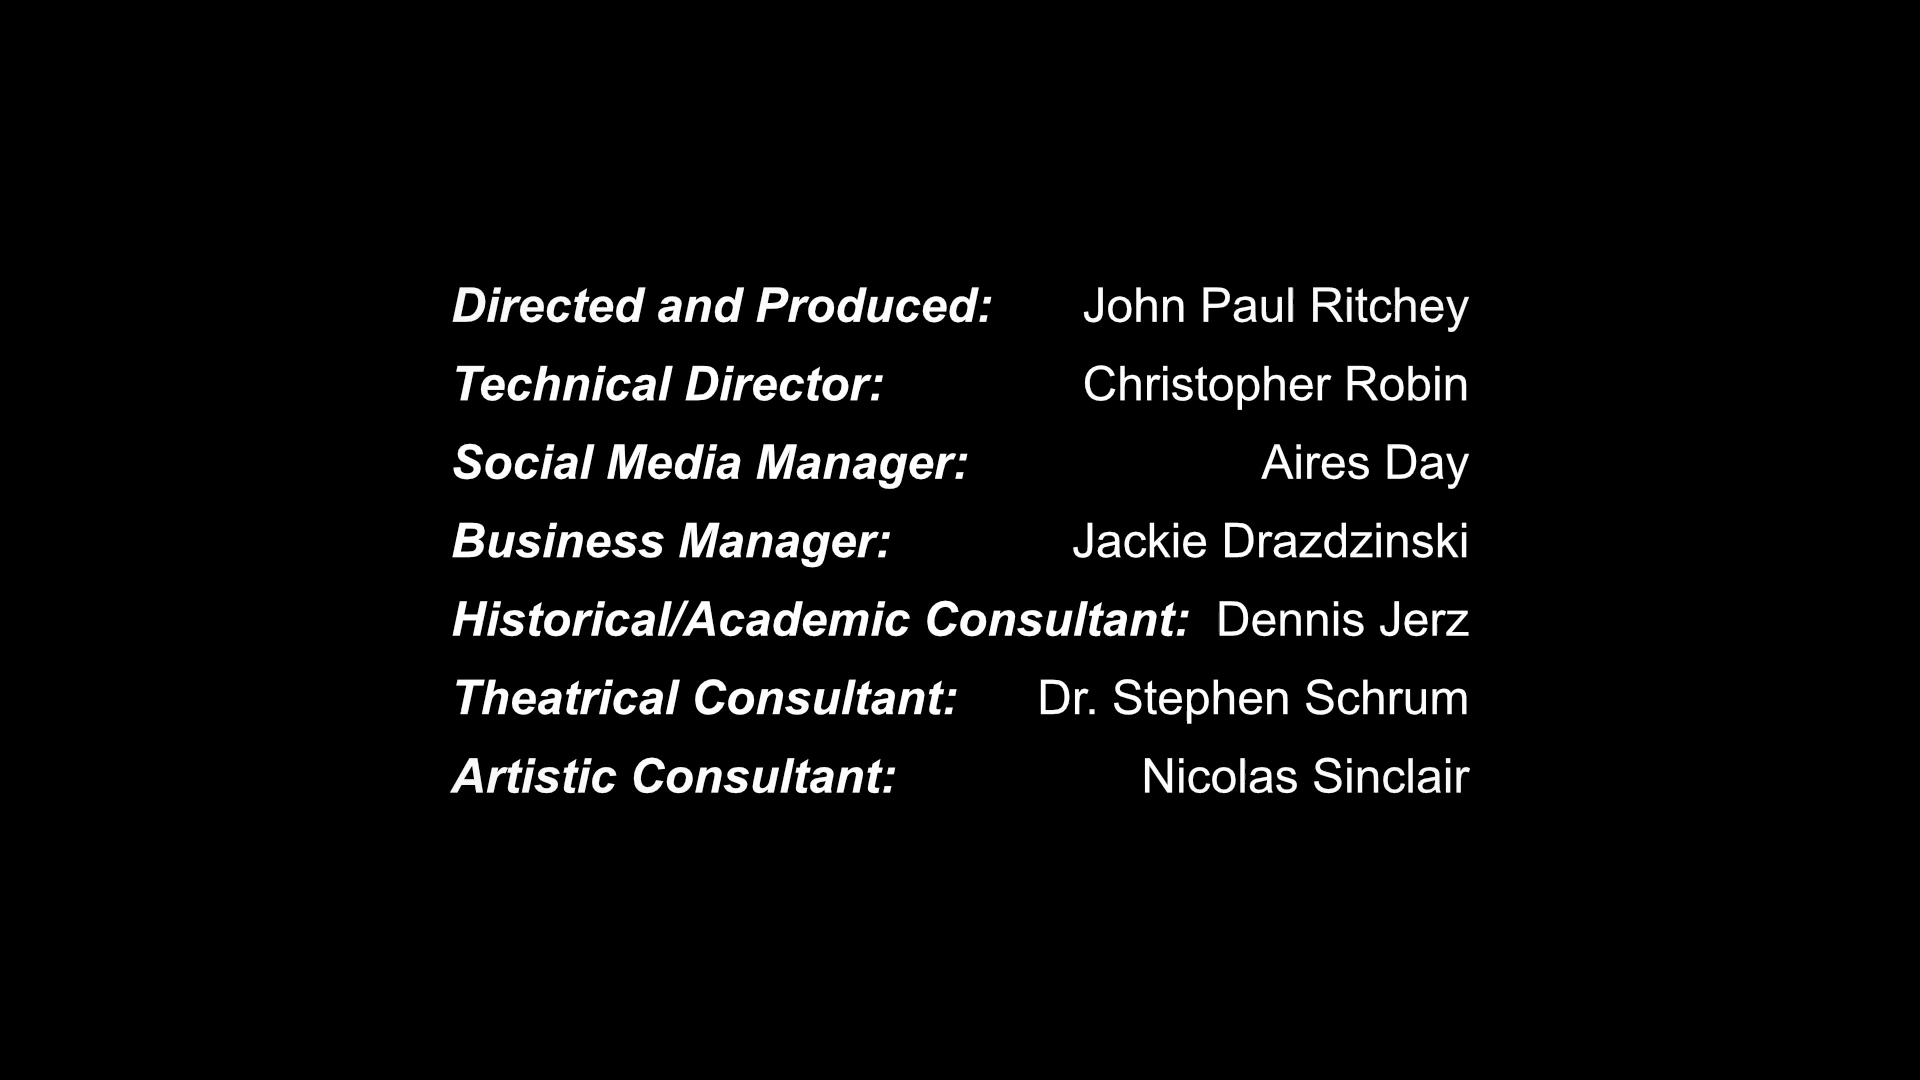 Directed and Produced: John Paul Ritchey
Technical Director: Christopher Robin
Social Media Manager: Aires Day
Business Manager: Jackie Drazdzinski
Historical/Academic Consultant: Dennis Jerz
Theatrical Consultant: Dr. Stephen Schrum
Artistic Consultant: Nicolas Sinclair